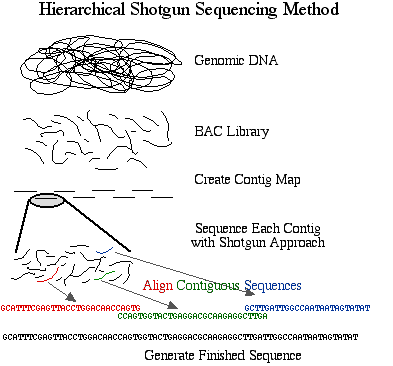 Hierarchical Shotgun Sequencing Method
Genomic DNA
BAC Library
Create Contig Map
Sequence Each Contig
with Shotgun Approach
Align Contiguous Sequences
GCATTTCGAGTTACCTGGACAACCAGTG GCTTGATTGGCCAATAATAGTATAT
CCAGTGGTACTGAGGACGCAAGAGGCTTGA
GCATTTCGAGTTACCTGGACAACCAGTGGTACTGAGGACGCAAGAGGCTTGATTGGCCAATAATAGTATAT
Generate Finished Sequence